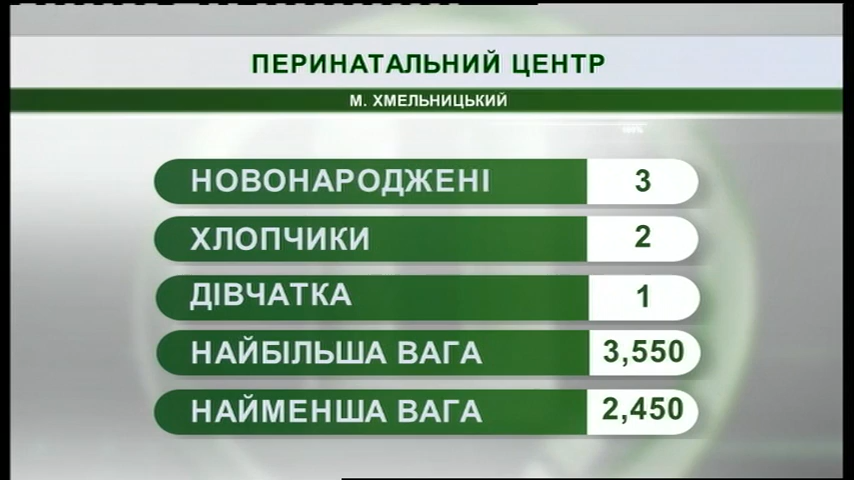 ПЕРИНАТАЛЬНИЙ ЦЕНТР
М. ХМЕЛЬНИЦЬКИЙ
НОВОНАРОДЖЕНІ 3
ХЛОПЧИКИ 2
ДІВЧАТКА 1
НАЙБІЛЬША ВАГА 3,550
НАЙМЕНША ВАГА 2,450